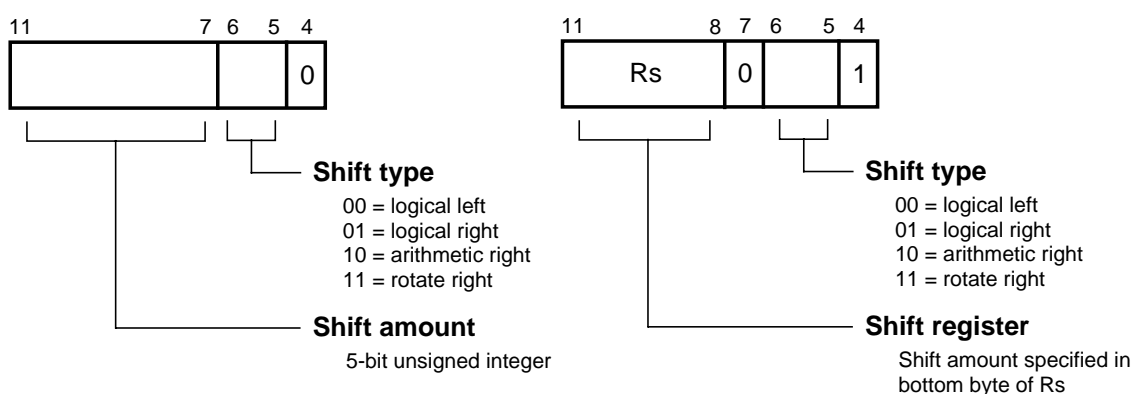 11 7 6 5 4
0
Shift type
00 = logical left
01 = logical right
10 = arithmetic right
11 = rotate right
Shift amount
5-bit unsigned integer
11 8 7 6 5 4
Rs 0 1
Shift type
00 = logical left
01 = logical right
10 = arithmetic right
11 = rotate right
Shift register
Shift amount specified in
bottom byte of Rs